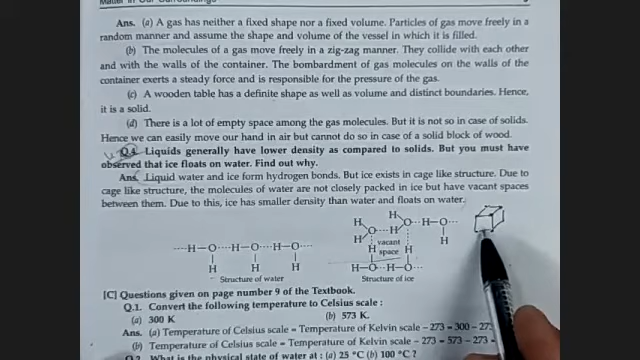 Matter in Our Surroundings
Ans. (a) A gas has neither a fixed shape nor a fixed volume. Particles of gas move freely in a
random manner and assume the shape and volume of the vessel in which it is filled.
(b) The molecules of a gas move freely in a zig-zag manner. They collide with each other
and with the walls of the container. The bombardment of gas molecules on the walls of the
container exerts a steady force and is responsible for the pressure of the gas.
(c) A wooden table has a definite shape as well as volume and distinct boundaries. Hence,
it is a solid.
(d) There is a lot of empty space among the gas molecules. But it is not so in case of solids.
Hence we can easily move our hand in air but cannot do so in case of a solid block of wood.
Q.4. Liquids generally have lower density as compared to solids. But you must have
observed that ice floats on water. Find out why.
Ans. Liquid water and ice form hydrogen bonds. But ice exists in cage like structure. Due to
cage like structure, the molecules of water are not closely packed in ice but have vacant spaces
between them. Due to this, ice has smaller density than water and floats on water.
H H
O---H—O—H—O---
H vacant H
H space H
----H—O----H—O----H—O----
H H H
H—O---H—O---
Structure of water Structure of ice
[C] Questions given on page number 9 of the Textbook.
Q.1. Convert the following temperature to Celsius scale :
(a) 300 K (b) 573 K.
Ans. (a) Temperature of Celsius scale = Temperature of Kelvin scale – 273 = 300 – 27
(b) Temperature of Celsius scale = Temperature of Kelvin scale – 273 = 573 – 273 =
Q.2. What is the physical state of water at : (a) 25 °C (b) 100 °C ?